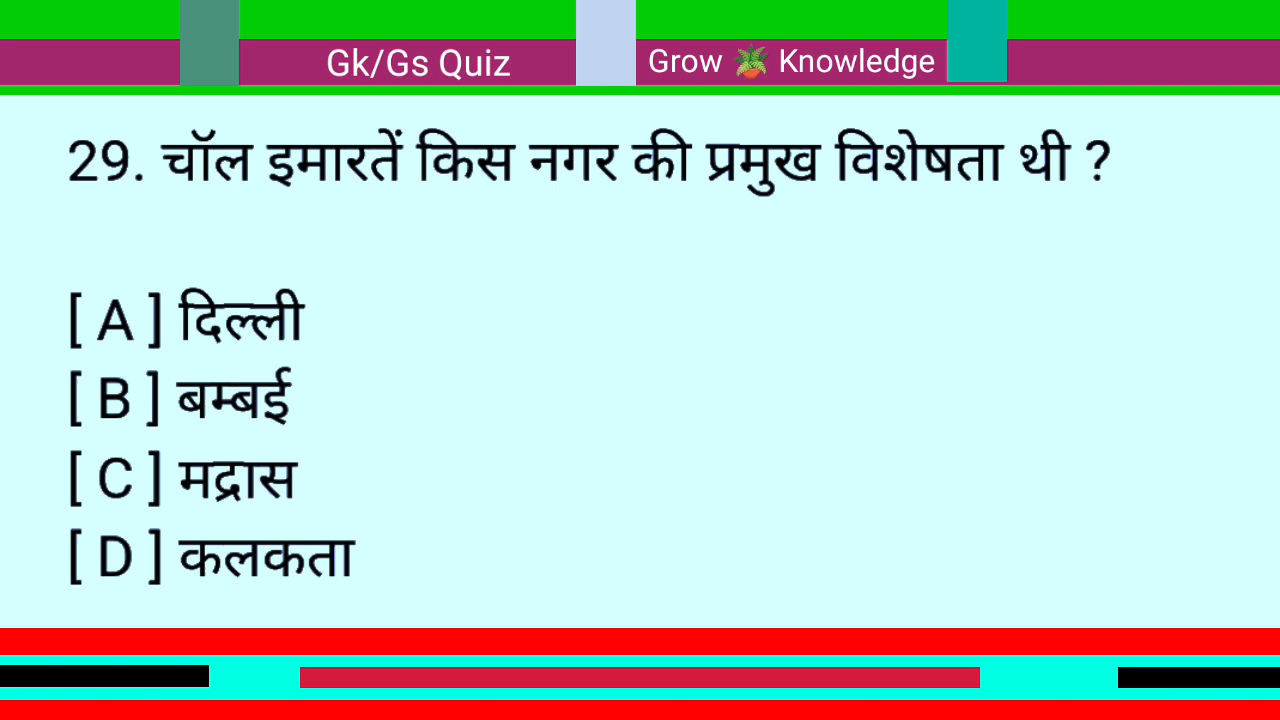 Gk/Gs Quiz Grow Knowledge
29. चॉल इमारतें किस नगर की प्रमुख विशेषता थी ?
[ A ] दिल्ली
[ B ] बम्बई
[ C ] मद्रास
[ D ] कलकता